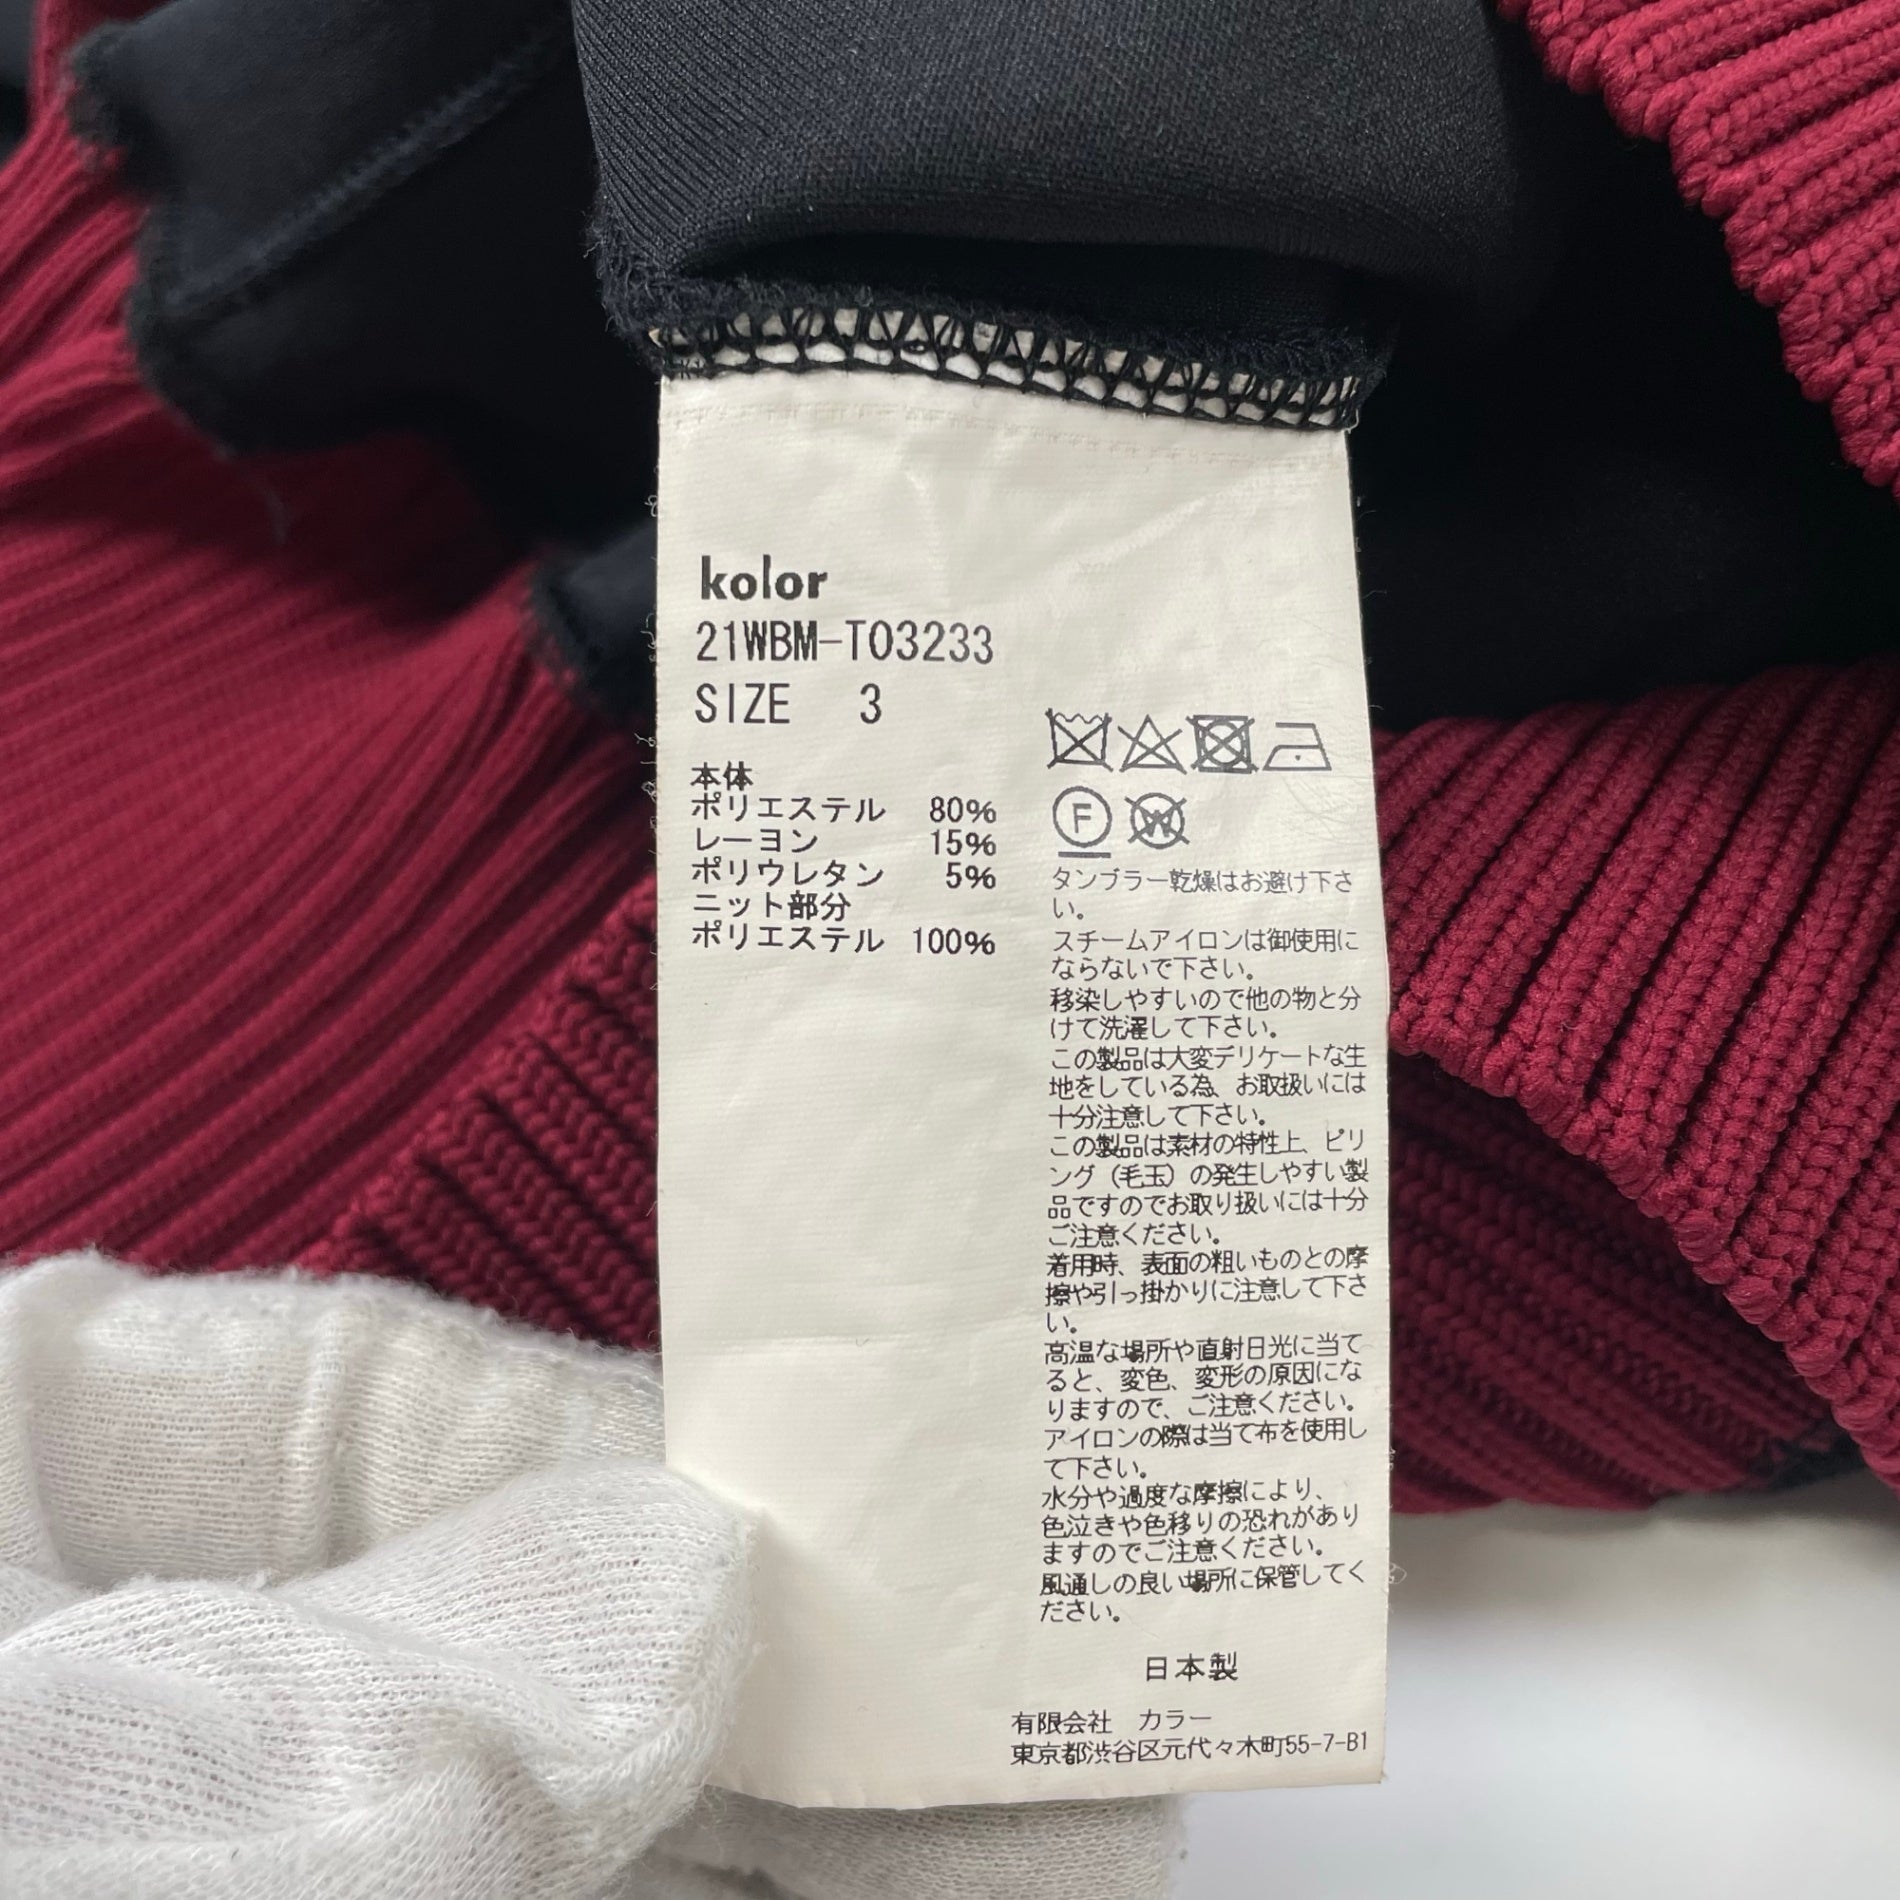 kolor
21WBM-T03233
SIZE 3
本体
ポリエステル 80%
レーヨン 15%
ポリウレタン 5%
ニット部分
ポリエステル 100%
F
W
タンブラー乾燥はお避け下さ
い。
スチームアイロンは御使用に
ならないで下さい。
移染しやすいので他の物と分
けて洗濯して下さい。
この製品は大変デリケートな生
地をしている為、お取扱いには
十分注意して下さい。
この製品は素材の特性上、ピリ
ング（毛玉）の発生しやすい製
品ですのでお取り扱いには十分
ご注意ください。
着用時、表面の粗いものとの摩
擦や引っ掛かりに注意して下さ
い。
高温な場所や直射日光に当て
ると、変色、変形の原因にな
りますので、ご注意ください。
アイロンの際は当て布を使用し
て下さい。
水分や過度な摩擦により、
色泣きや色移りの恐れがあり
ますのでご注意ください。
風通しの良い場所に保管してく
ださい。
日本製
有限会社 カラー
東京都渋谷区元代々木町55-7-B1